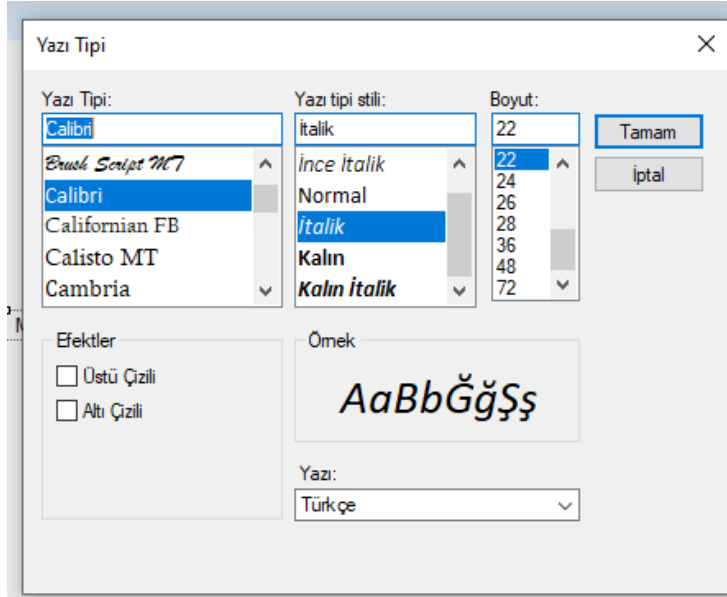 Yazı Tipi
Yazı Tipi:
Calibri
Brush Script MT
Calibri
Californian FB
Calisto MT
Cambria
Yazı tipi stili:
İtalik
İnce İtalik
Normal
İtalik
Kalın
Kalın İtalik
Boyut:
22
22
24
26
28
36
48
72
Tamam
İptal
Efektler
Üstü Çizili
Altı Çizili
Örnek
AaBbĞğŞş
Yazı:
Türkçe